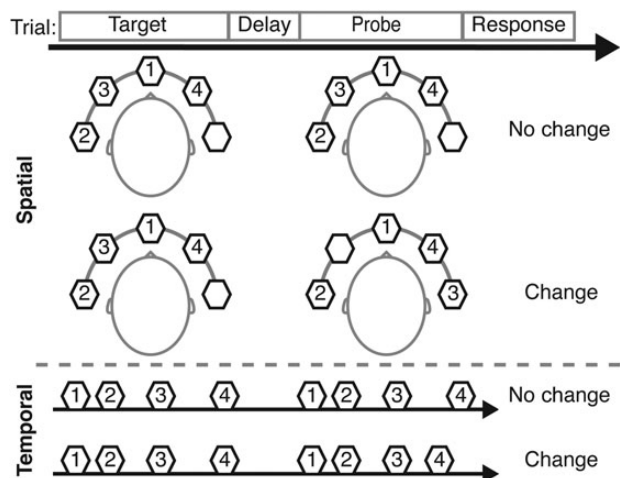 Trial: Target Delay Probe Response
1 1
3 4 3 4
2 2 No change
Spatial
1 1
3 4 4
2 2 3 Change
Temporal
1 2 3 4 1 2 3 4 No change
1 2 3 4 1 2 3 4 Change